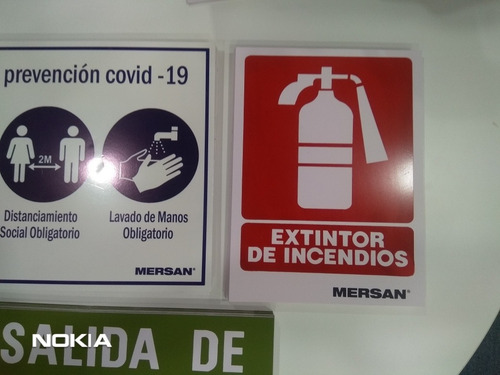 prevención covid -19
2M
Distanciamiento
Social Obligatorio
Lavado de Manos
Obligatorio
MERSAN®
EXTINTOR
DE INCENDIOS
MERSAN®
SALIDA DE
NOKIA